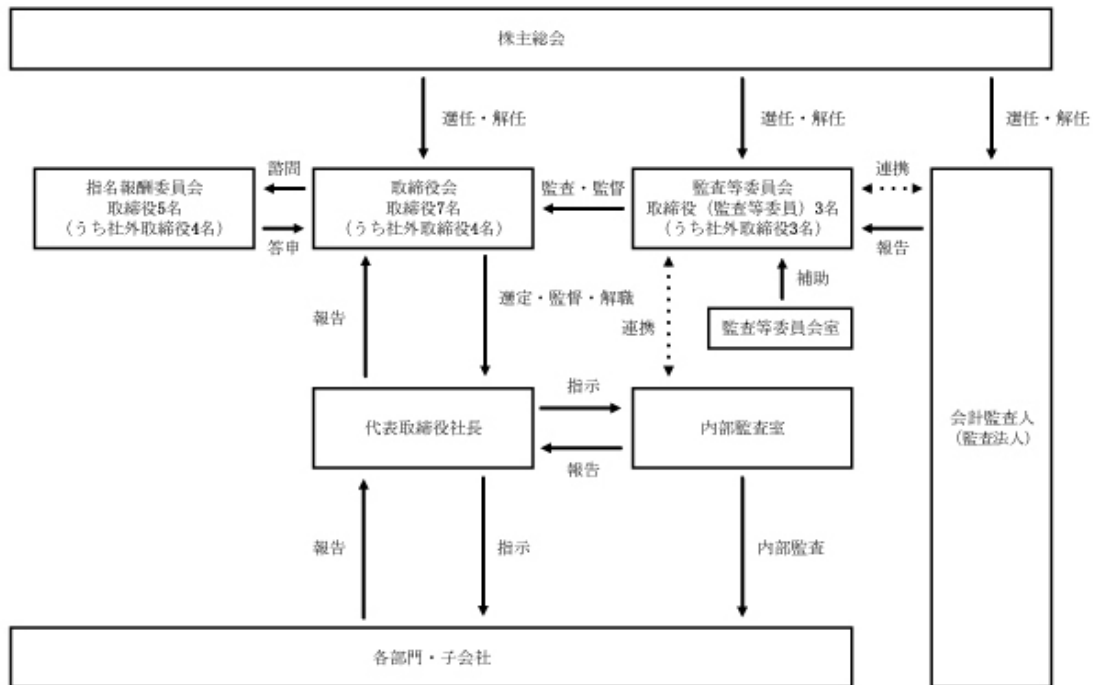 株主総会
選任・解任
選任・解任
選任・解任
指名報酬委員会
取締役5名
(うち社外取締役4名)
諮問
答申
取締役会
取締役7名
(うち社外取締役4名)
監査・監督
監査等委員会
取締役(監査等委員)3名
(うち社外取締役3名)
連携
報告
補助
監査等委員会室
報告
選定・監督・解職
連携
代表取締役社長
指示
報告
内部監査室
会計監査人
(監査法人)
報告
指示
内部監査
各部門・子会社